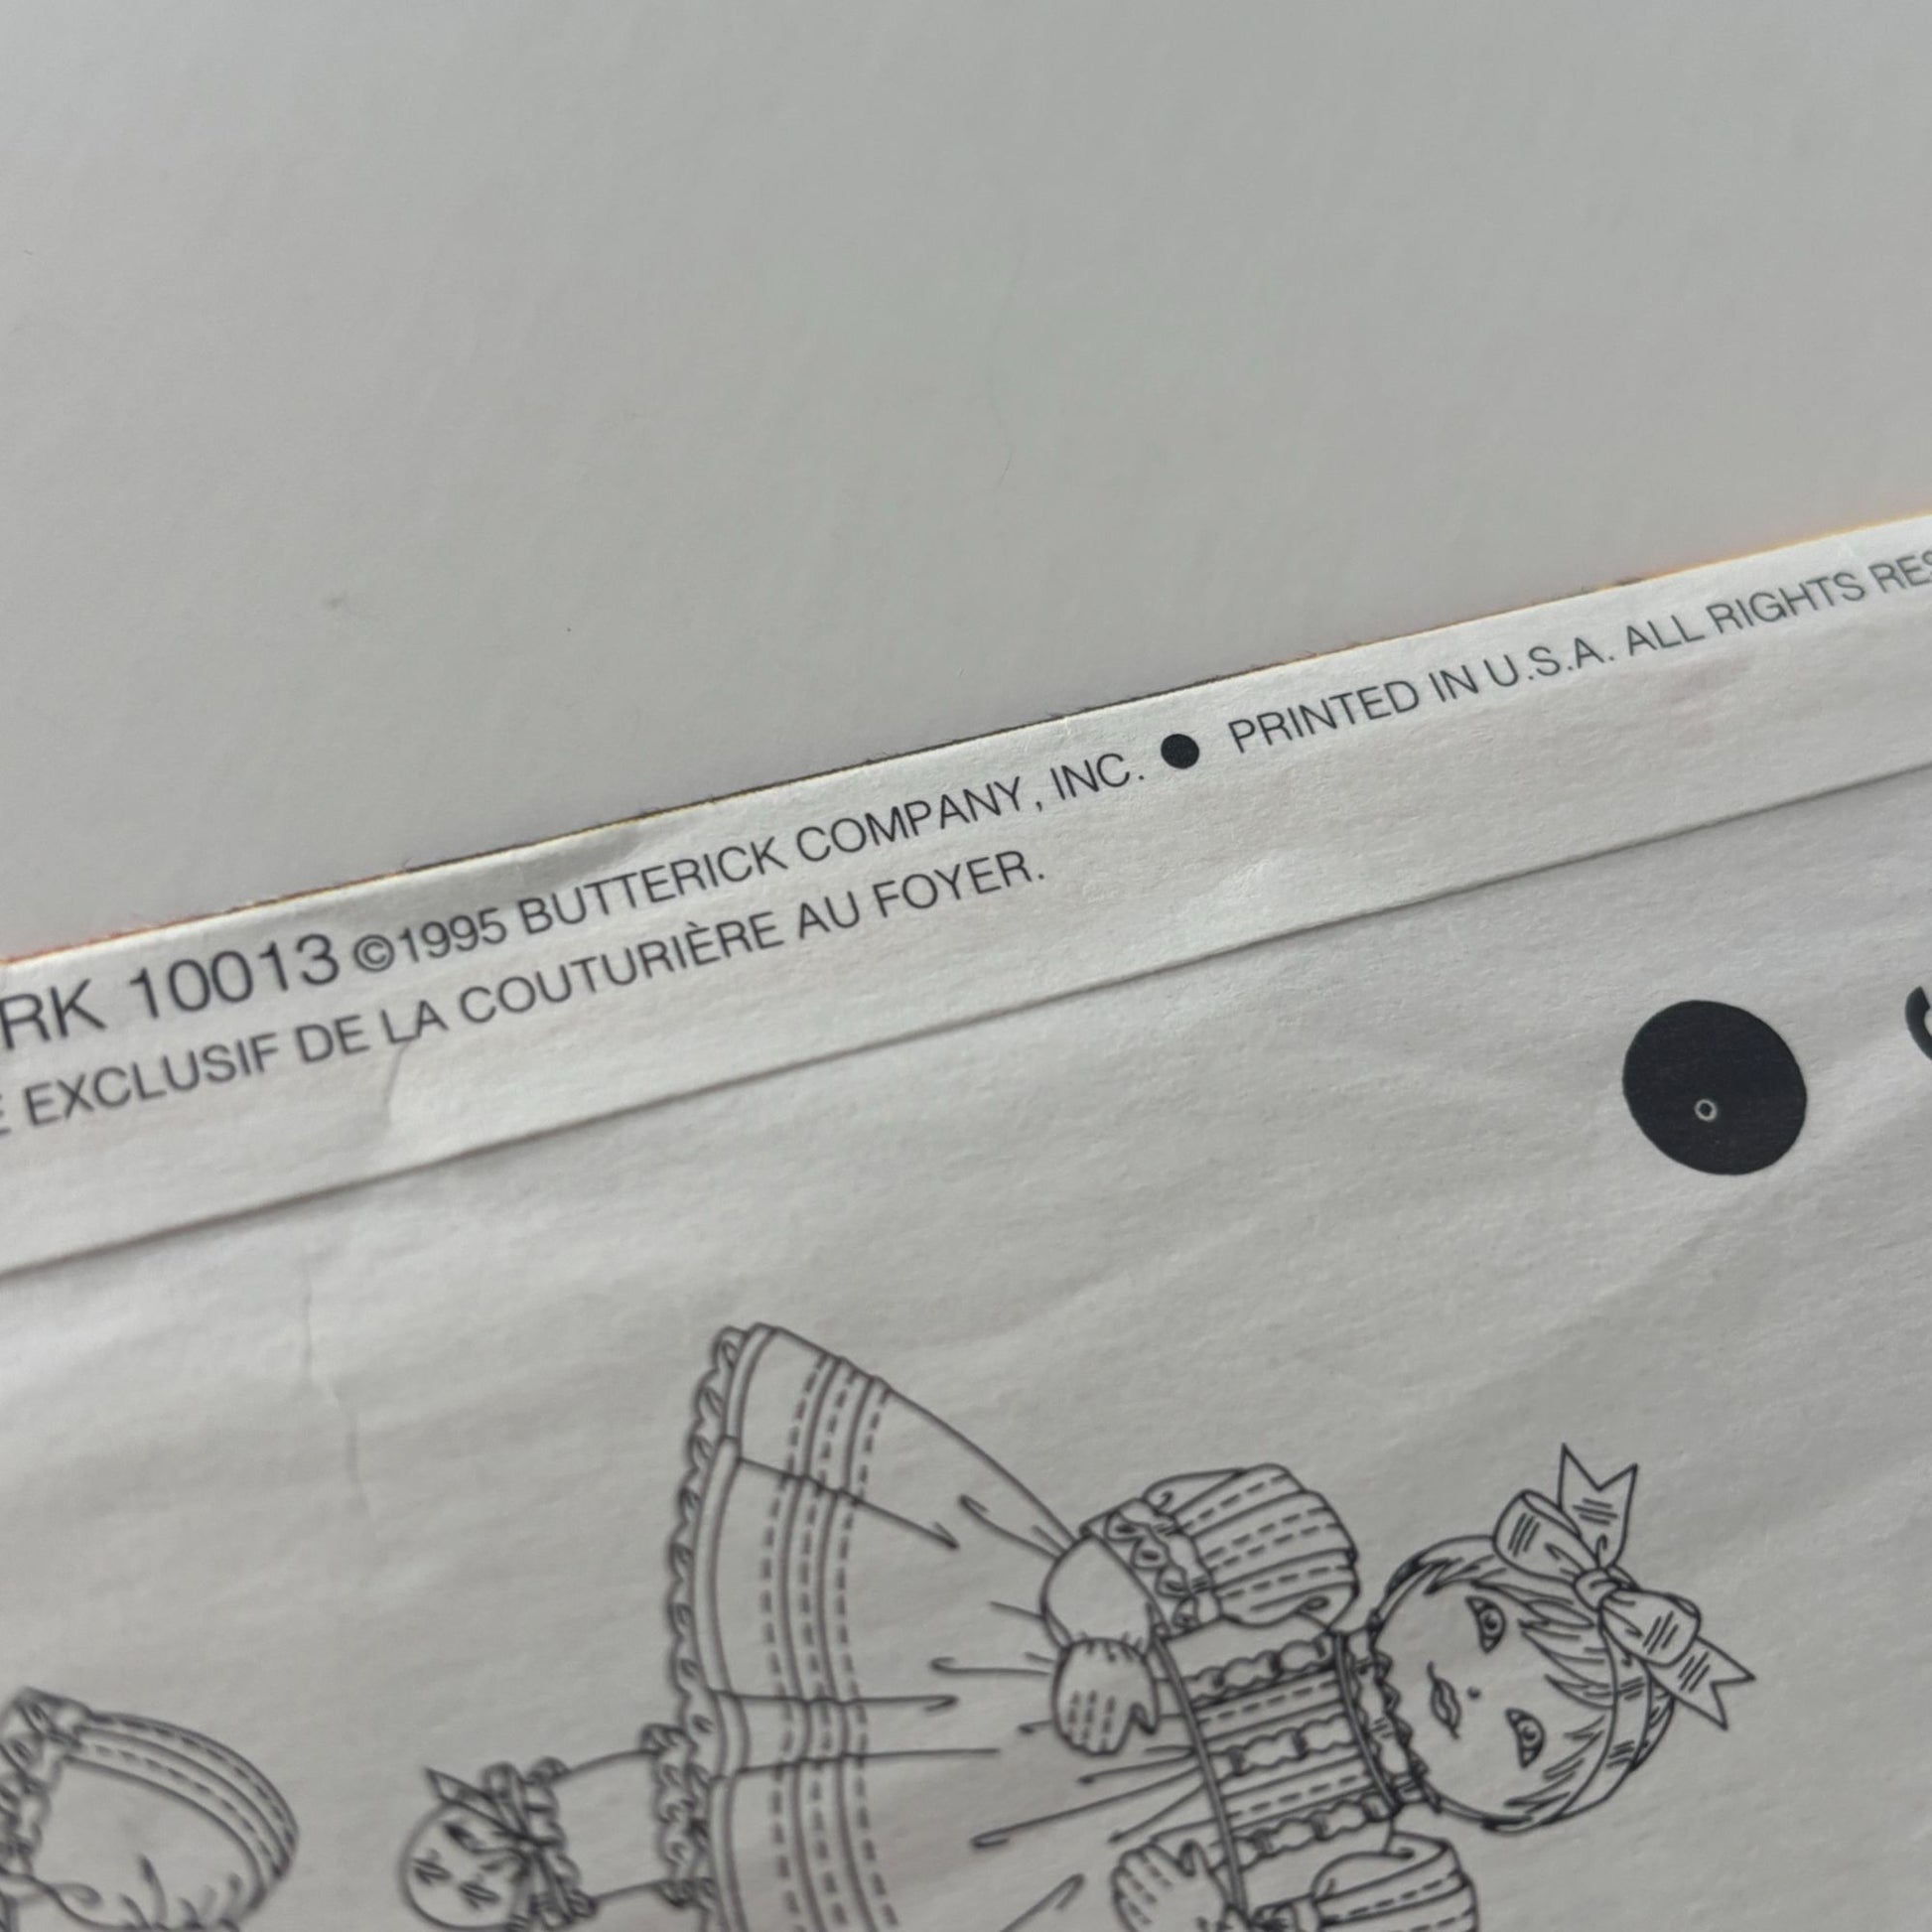 RK 10013 ©1995 BUTTERICK COMPANY, INC. ● PRINTED IN U.S.A. ALL RIGHTS RES
E EXCLUSIF DE LA COUTURIÈRE AU FOYER.